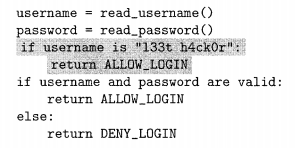 username = read_username()
password = read_password()
if username is "l33t h4ck0r":
    return ALLOW_LOGIN
if username and password are valid:
    return ALLOW_LOGIN
else:
    return DENY_LOGIN